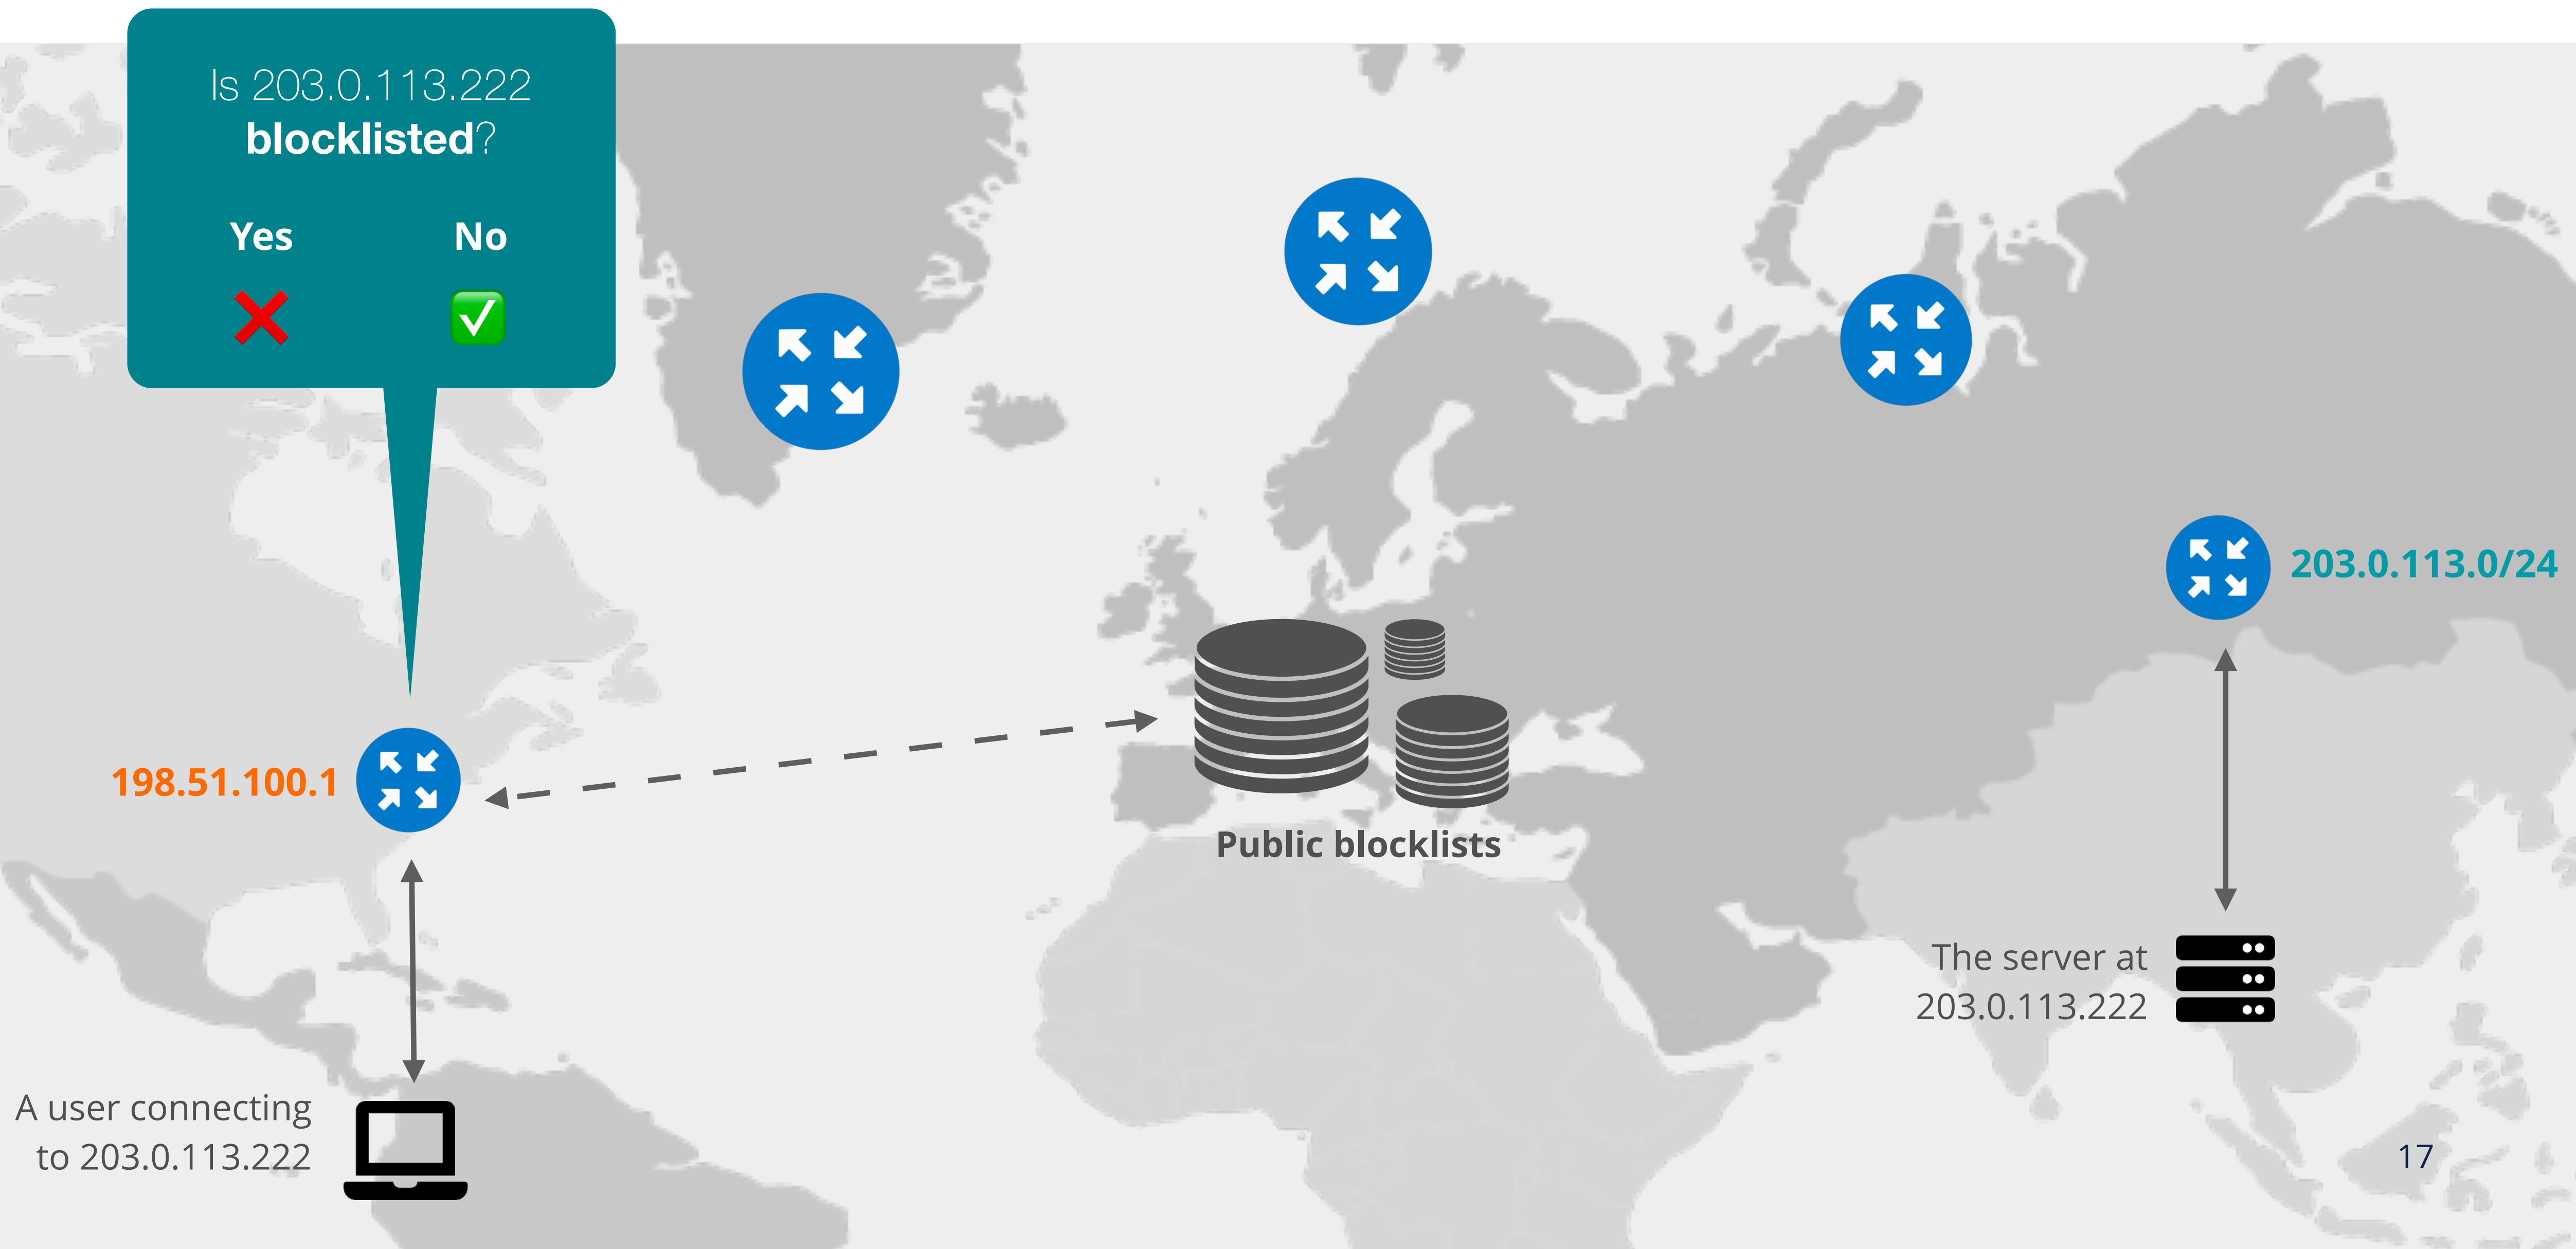 Is 203.0.113.222
blocklisted?
Yes
No
203.0.113.0/24
198.51.100.1
Public blocklists
The server at
203.0.113.222
A user connecting
to 203.0.113.222
17